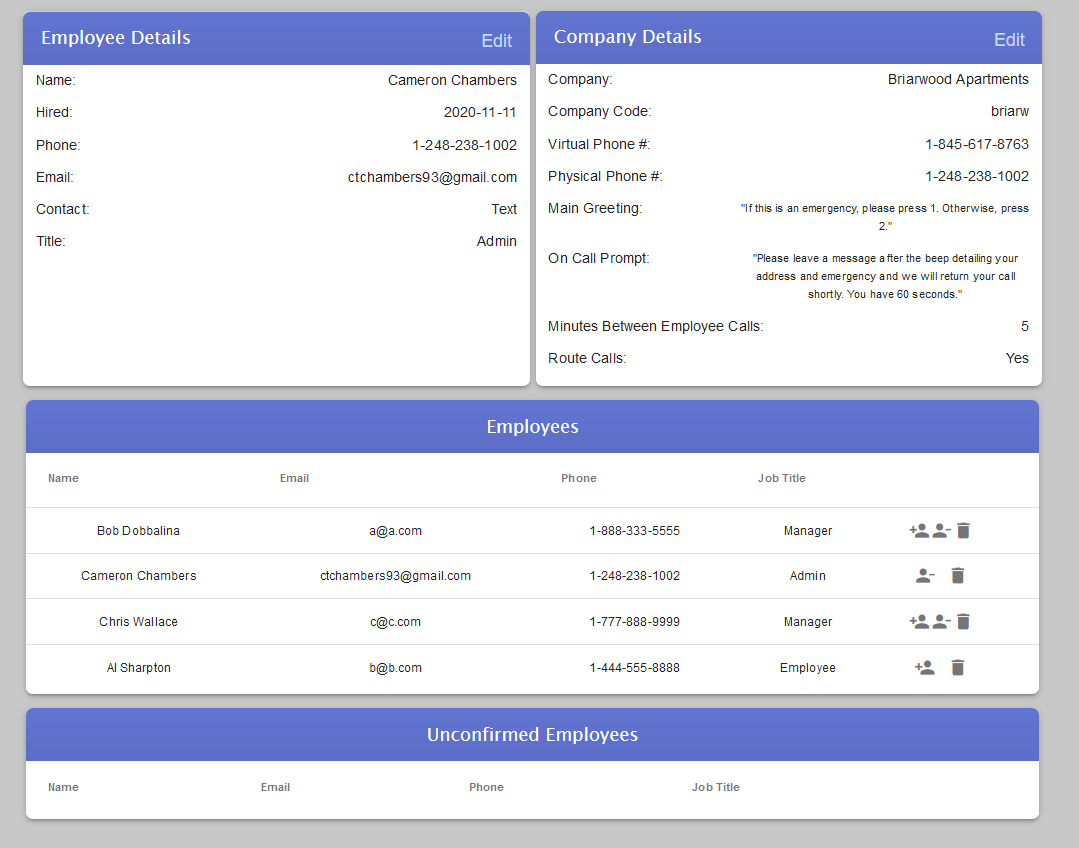 Employee Details
Edit
Name: Cameron Chambers
Hired: 2020-11-11
Phone: 1-248-238-1002
Email: ctchambers93@gmail.com
Contact: Text
Title: Admin
Company Details
Edit
Company: Briarwood Apartments
Company Code: briarw
Virtual Phone #: 1-845-617-8763
Physical Phone #: 1-248-238-1002
Main Greeting: "If this is an emergency, please press 1. Otherwise, press
2."
On Call Prompt: "Please leave a message after the beep detailing your
address and emergency and we will return your call
shortly. You have 60 seconds."
Minutes Between Employee Calls: 5
Route Calls: Yes
Employees
Name Email Phone Job Title
Bob Dobbalina a@a.com 1-888-333-5555 Manager
Cameron Chambers ctchambers93@gmail.com 1-248-238-1002 Admin
Chris Wallace c@c.com 1-777-888-9999 Manager
Al Sharpton b@b.com 1-444-555-8888 Employee
Unconfirmed Employees
Name Email Phone Job Title